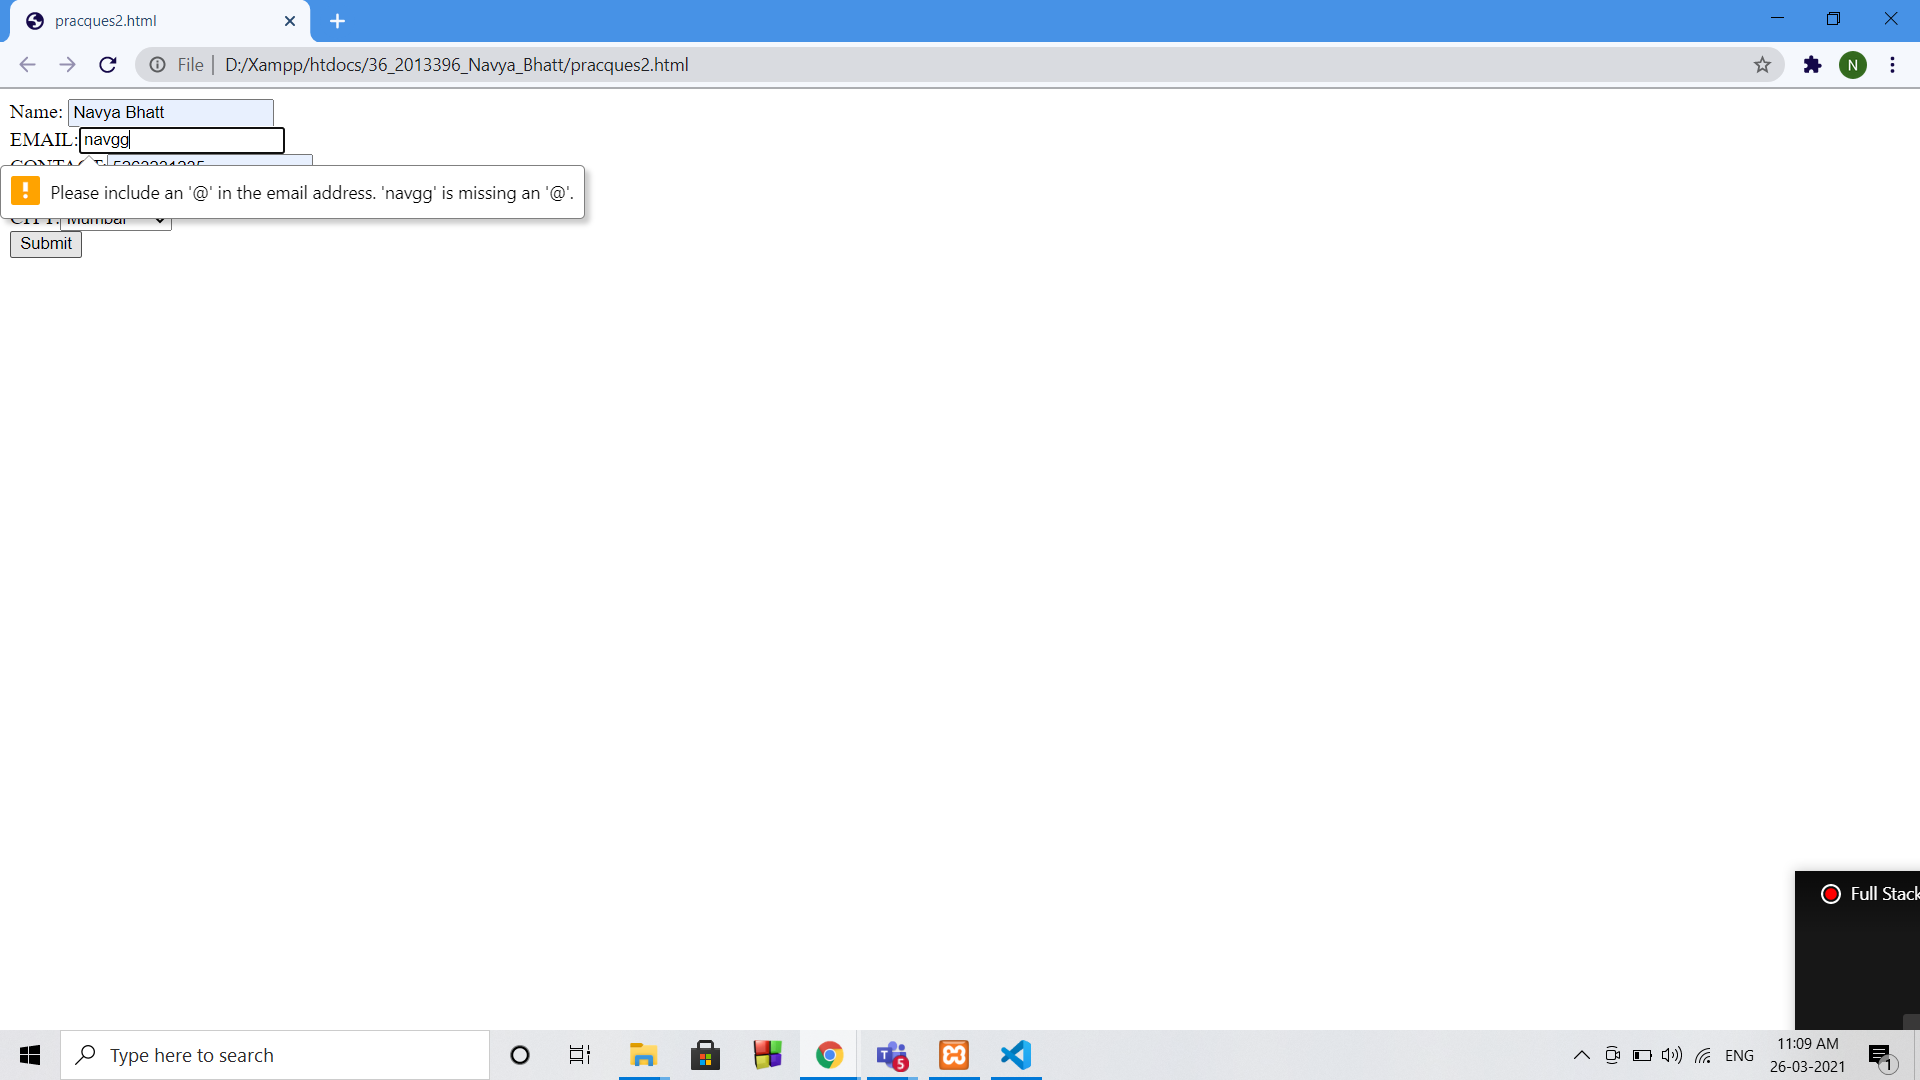 pracques2.html
File | D:/Xampp/htdocs/36_2013396_Navya_Bhatt/pracques2.html
N
Name: Navya Bhatt
EMAIL: navgg
Please include an '@' in the email address. 'navgg' is missing an '@'.
CITY: Mumbai
Submit
Full Stack
Type here to search
5
ENG
11:09 AM
26-03-2021
1